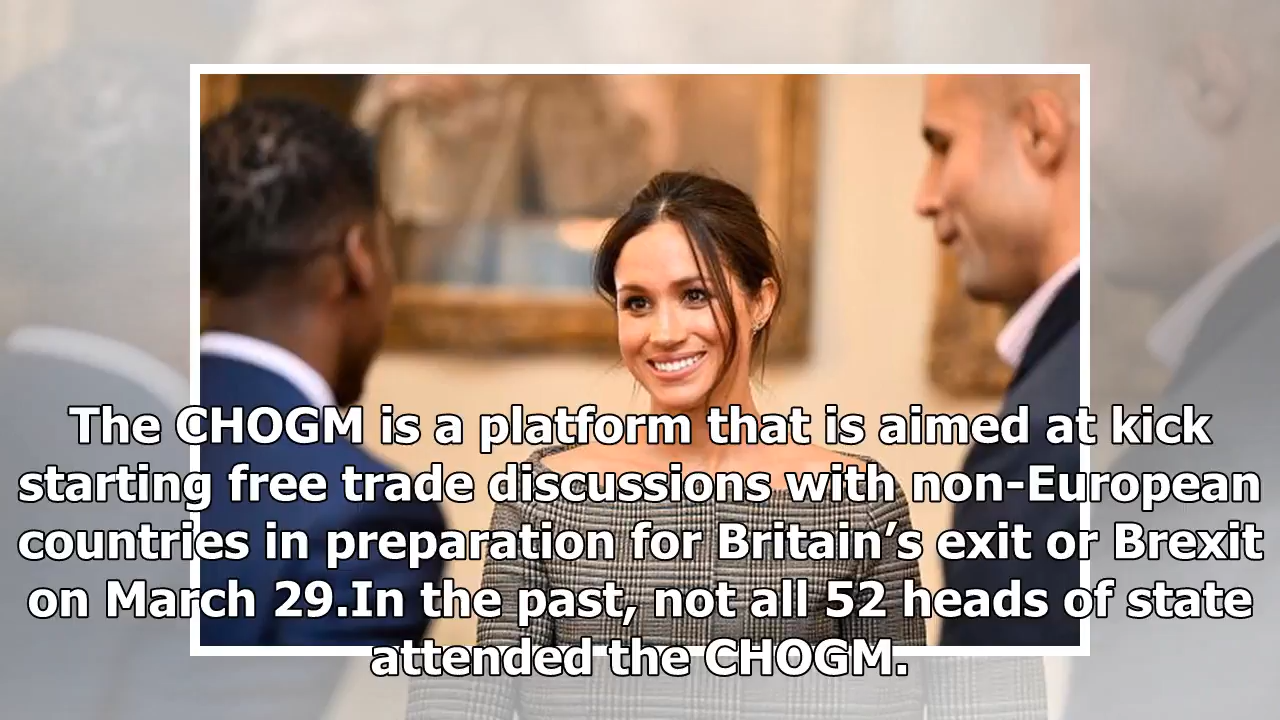 The CHOGM is a platform that is aimed at kick
starting free trade discussions with non-European
countries in preparation for Britain’s exit or Brexit
on March 29.In the past, not all 52 heads of state
attended the CHOGM.